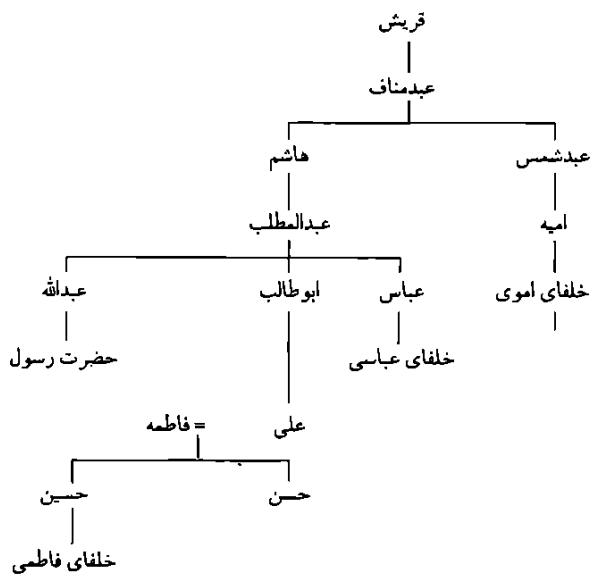 قریش
عبدمناف
عبدشمس هاشم
امیه عبدالمطلب
خلفای اموی عباس ابوطالب عبدالله
خلفای عباسی حضرت رسول
علی = فاطمه
حسن حسین
خلفای فاطمی